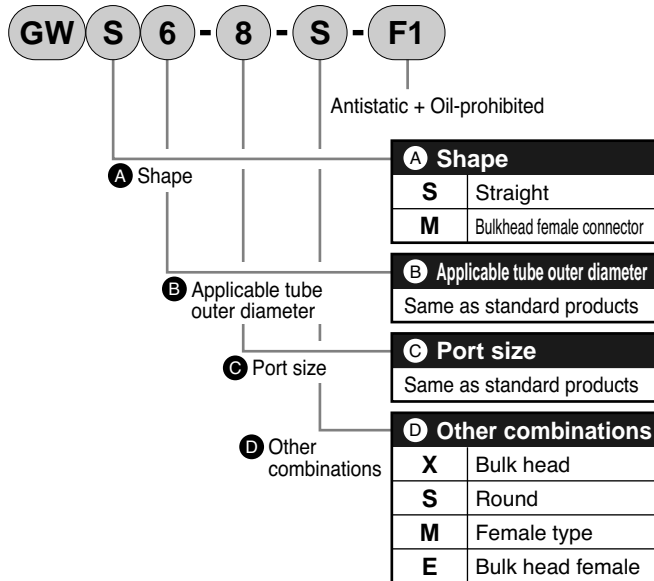 GW S 6 - 8 - S - F1
Antistatic + Oil-prohibited
A Shape
B Applicable tube
outer diameter
C Port size
D Other
combinations
A Shape
S Straight
M Bulkhead female connector
B Applicable tube outer diameter
Same as standard products
C Port size
Same as standard products
D Other combinations
X Bulk head
S Round
M Female type
E Bulk head female